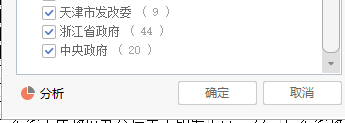 天津市发改委 ( 9 )
浙江省政府 ( 44 )
中央政府 ( 20 )
分析 确定 取消